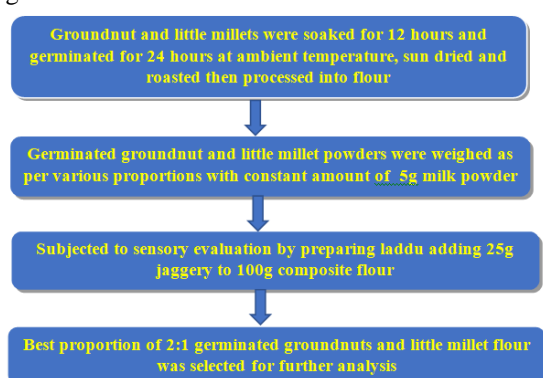 Groundnut and little millets were soaked for 12 hours and
germinated for 24 hours at ambient temperature, sun dried and
roasted then processed into flour
Germinated groundnut and little millet powders were weighed as
per various proportions with constant amount of 5g milk powder
Subjected to sensory evaluation by preparing laddu adding 25g
jaggery to 100g composite flour
Best proportion of 2:1 germinated groundnuts and little millet flour
was selected for further analysis